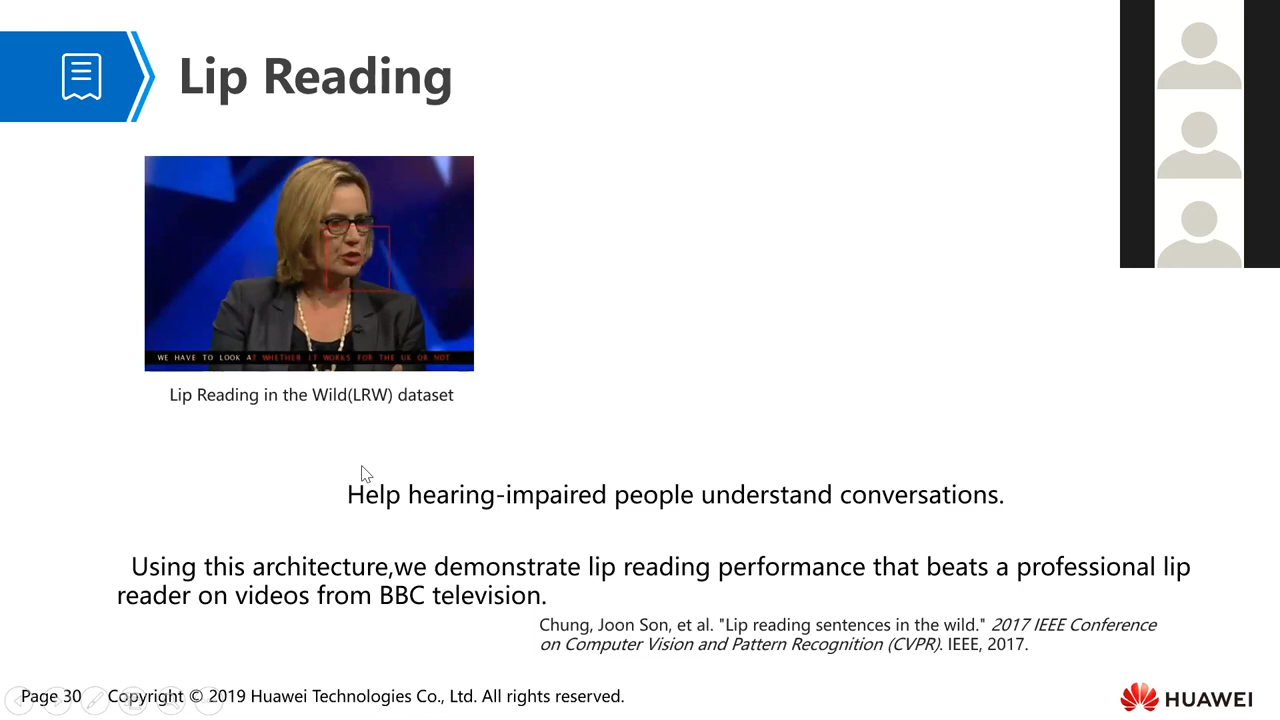 Lip Reading
WE HAVE TO LOOK AT WHETHER IT WORKS FOR THE UK OR NOT
Lip Reading in the Wild(LRW) dataset
Help hearing-impaired people understand conversations.
Using this architecture,we demonstrate lip reading performance that beats a professional lip
reader on videos from BBC television.
Chung, Joon Son, et al. "Lip reading sentences in the wild." 2017 IEEE Conference
on Computer Vision and Pattern Recognition (CVPR). IEEE, 2017.
Page 30 Copyright © 2019 Huawei Technologies Co., Ltd. All rights reserved.
HUAWEI